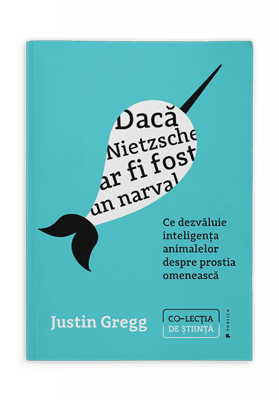 Dacă
Nietzsche
ar fi fost
un narval
Ce dezvăluie
inteligența
animalelor
despre prostia
omenească
Justin Gregg
CO-LECȚIA
DE ȘTIINȚĂ
PUBLICA